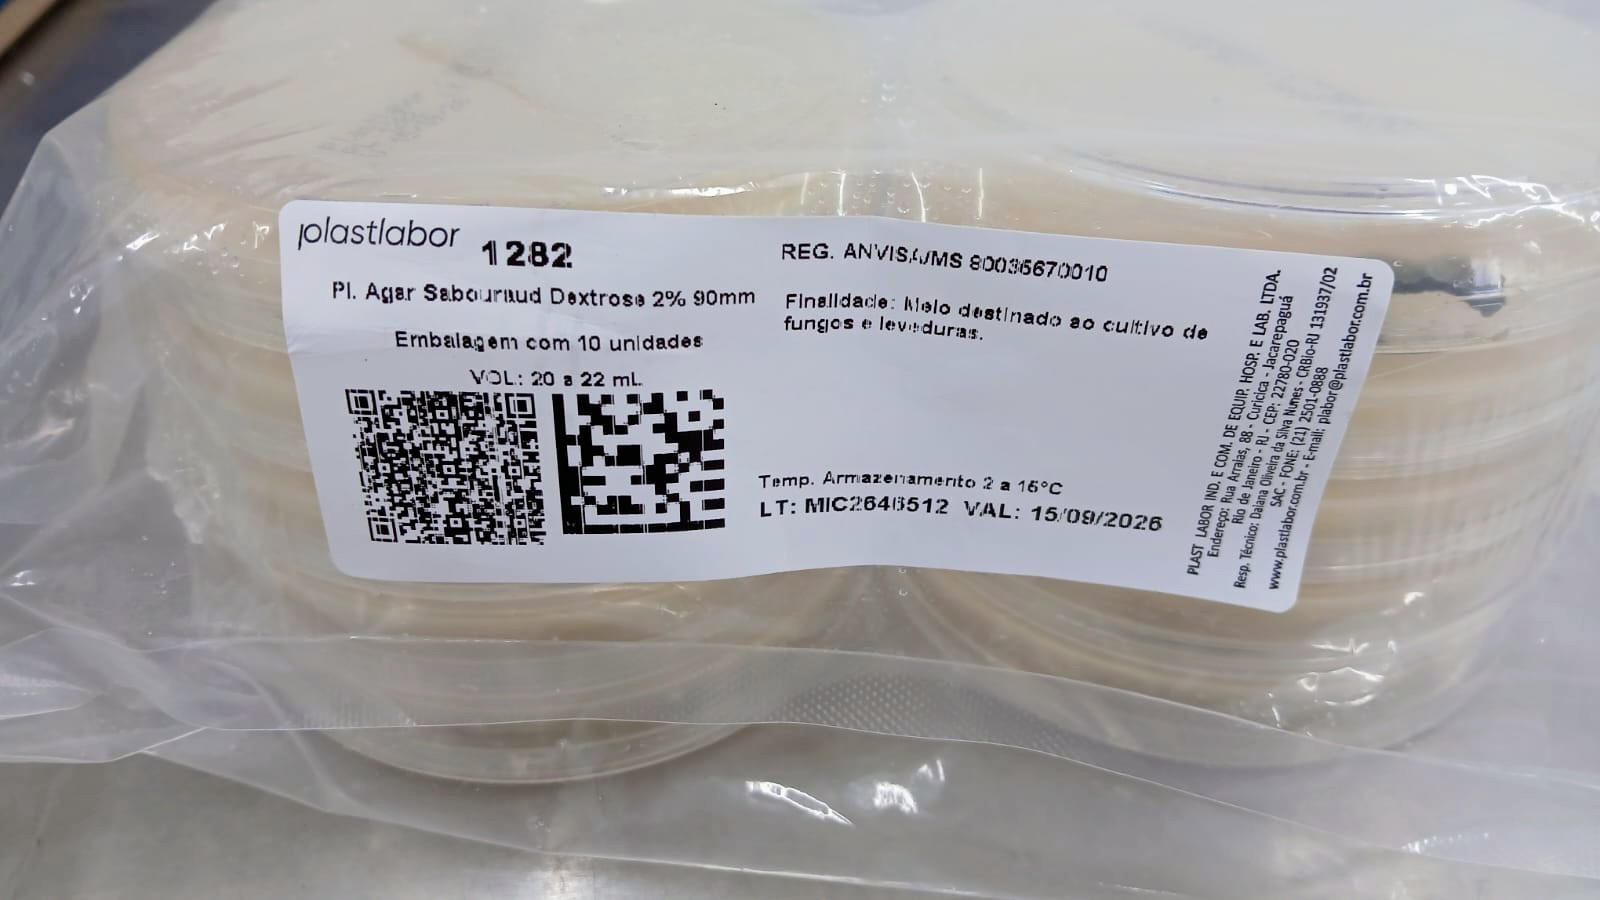 plastlabor
1282
Pl. Agar Sabouraud Dextrose 2% 90mm
Embalagem com 10 unidades
VOL.: 20 a 22 mL
REG. ANVISA/MS 80036670010
Finalidade: Meio destinado ao cultivo de
fungos e leveduras.
Temp. Armazenamento 2 a 15°C
LT: MIC2646512 VAL: 15/09/2026
PLAST LABOR IND. E COM. DE EQUIP. HOSP. E LAB. LTDA.
Endereço: Rua Arraias, 88 - Curicica - Jacarepaguá
Rio de Janeiro - RJ - CEP: 22780-020
Resp. Técnico: Daiana Oliveira da Silva Nunes - CRBio-RJ 131937/02
SAC - FONE: (21) 2501-0888
www.plastlabor.com.br - E-mail: plabor@plastlabor.com.br